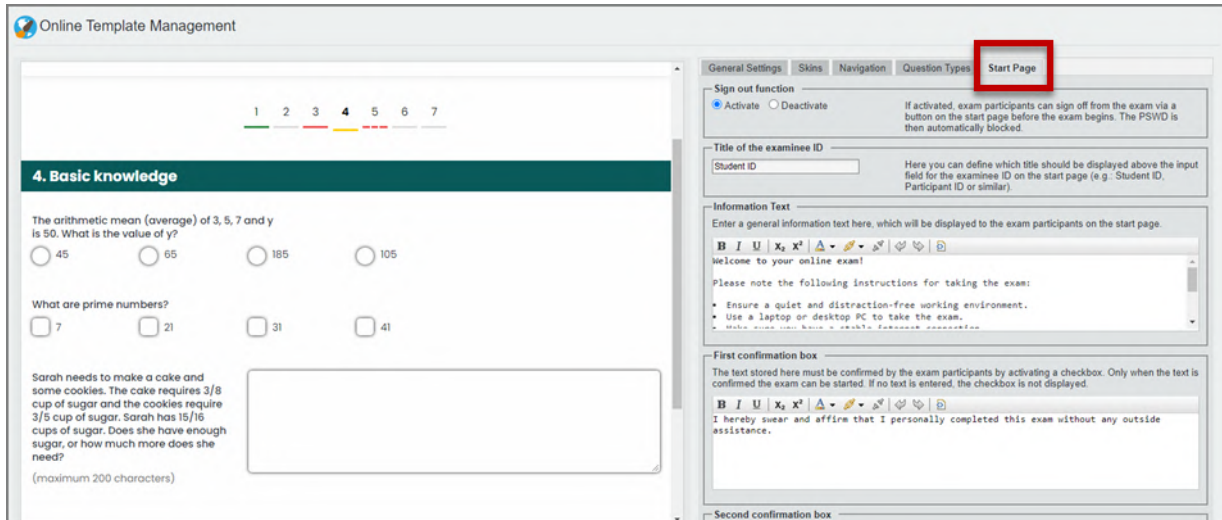 Online Template Management
1 2 3 4 5 6 7
4. Basic knowledge
The arithmetic mean (average) of 3, 5, 7 and y
is 50. What is the value of y?
45 65 185 105
What are prime numbers?
7 21 31 41
Sarah needs to make a cake and
some cookies. The cake requires 3/8
cup of sugar and the cookies require
3/5 cup of sugar. Sarah has 15/16
cups of sugar. Does she have enough
sugar, or how much more does she
need?
(maximum 200 characters)
General Settings Skins Navigation Question Types Start Page
Sign out function
Activate Deactivate
If activated, exam participants can sign off from the exam via a
button on the start page before the exam begins. The PSWD is
then automatically blocked.
Title of the examinee ID
Student ID
Here you can define which title should be displayed above the input
field for the examinee ID on the start page (e.g.: Student ID,
Participant ID or similar).
Information Text
Enter a general information text here, which will be displayed to the exam participants on the start page.
B I U X₂ X² A
Welcome to your online exam!
Please note the following instructions for taking the exam:
• Ensure a quiet and distraction-free working environment.
• Use a laptop or desktop PC to take the exam.
• Make sure you have a stable internet connection
First confirmation box
The text stored here must be confirmed by the exam participants by activating a checkbox. Only when the text is
confirmed the exam can be started. If no text is entered, the checkbox is not displayed.
B I U X₂ X² A
I hereby swear and affirm that I personally completed this exam without any outside
assistance.
Second confirmation box